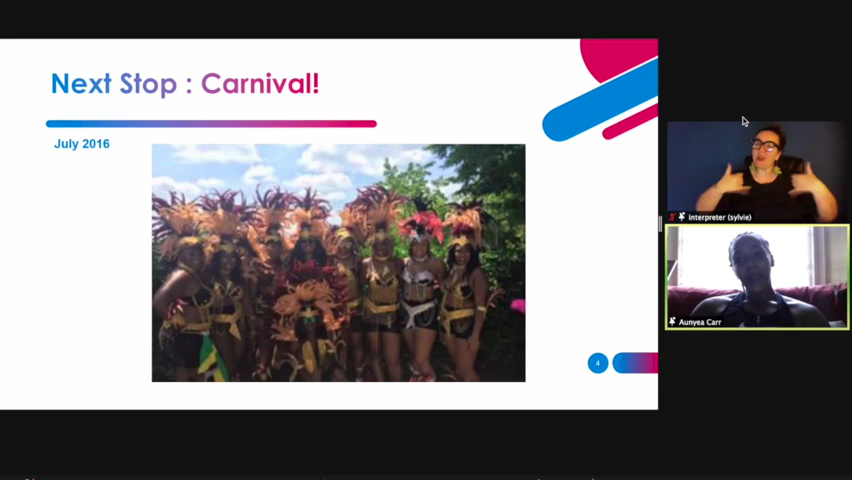 Next Stop : Carnival!
July 2016
4
interpreter (sylvie)
Aunyea Carr